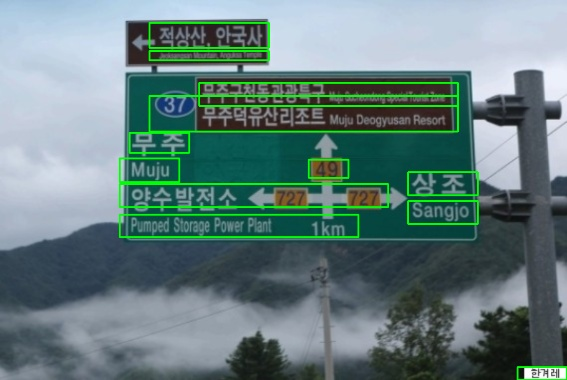 적상산, 안국사
Jeoksangsan Mountain, Anguksa Temple
무주구천동관광특구 Muju Gucheondong Special Tourist Zone
37 무주덕유산리조트 Muju Deogyusan Resort
무주
Muju
49
상조
Sangjo
양수발전소 727 727
Pumped Storage Power Plant 1km
한겨레